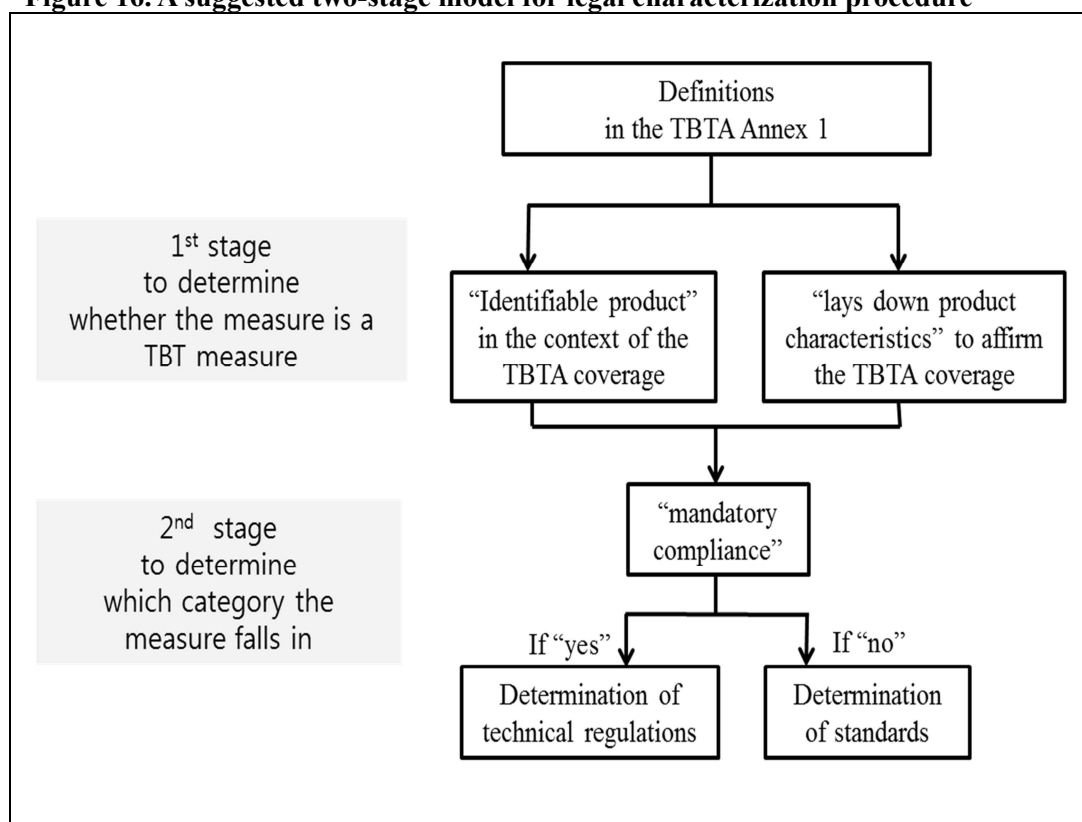 Figure 16. A suggested two-stage model for legal characterization procedure
Definitions
in the TBTA Annex 1
1st stage
to determine
whether the measure is a
TBT measure
“Identifiable product”
in the context of the
TBTA coverage
“lays down product
characteristics” to affirm
the TBTA coverage
2nd stage
to determine
which category the
measure falls in
“mandatory
compliance”
If “yes”
If “no”
Determination of
technical regulations
Determination
of standards